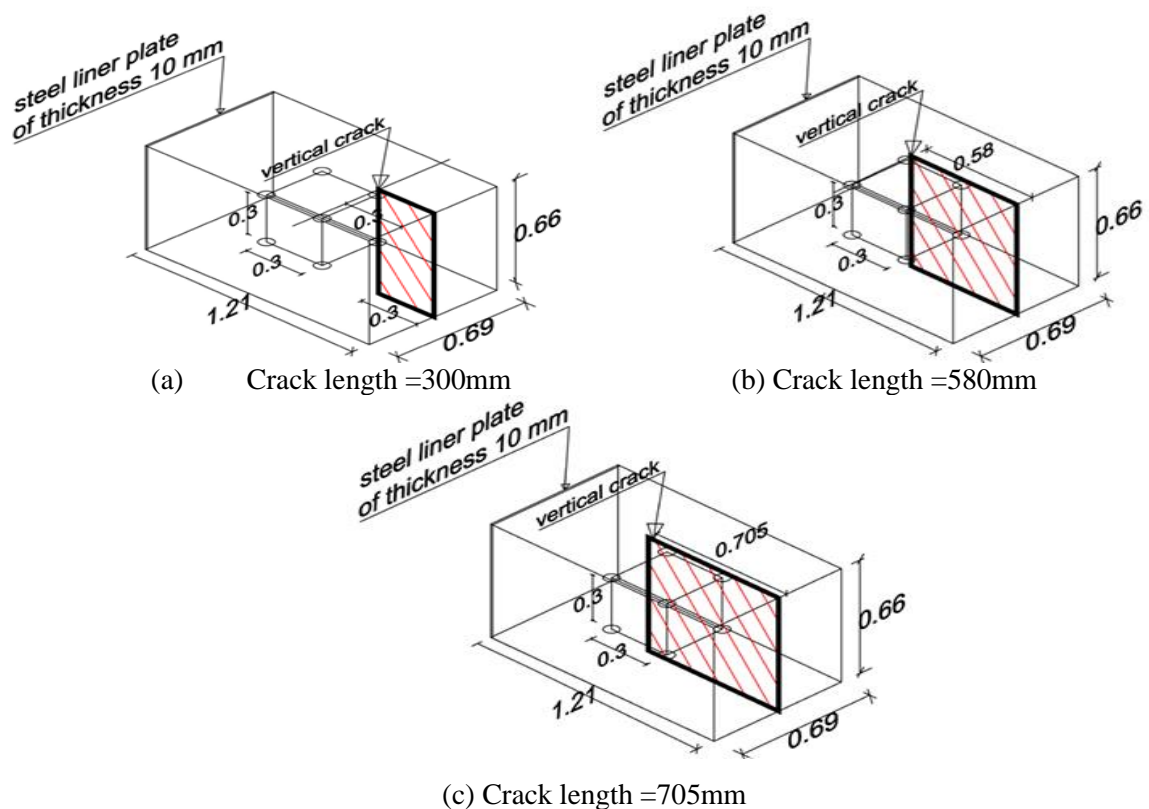 steel liner plate
of thickness 10 mm
vertical crack
0.3
0.3
0.3
0.3
1.21
0.69
0.66
(a) Crack length =300mm
steel liner plate
of thickness 10 mm
vertical crack
0.58
0.3
0.3
1.21
0.69
0.66
(b) Crack length =580mm
steel liner plate
of thickness 10 mm
vertical crack
0.705
0.3
0.3
1.21
0.69
0.66
(c) Crack length =705mm